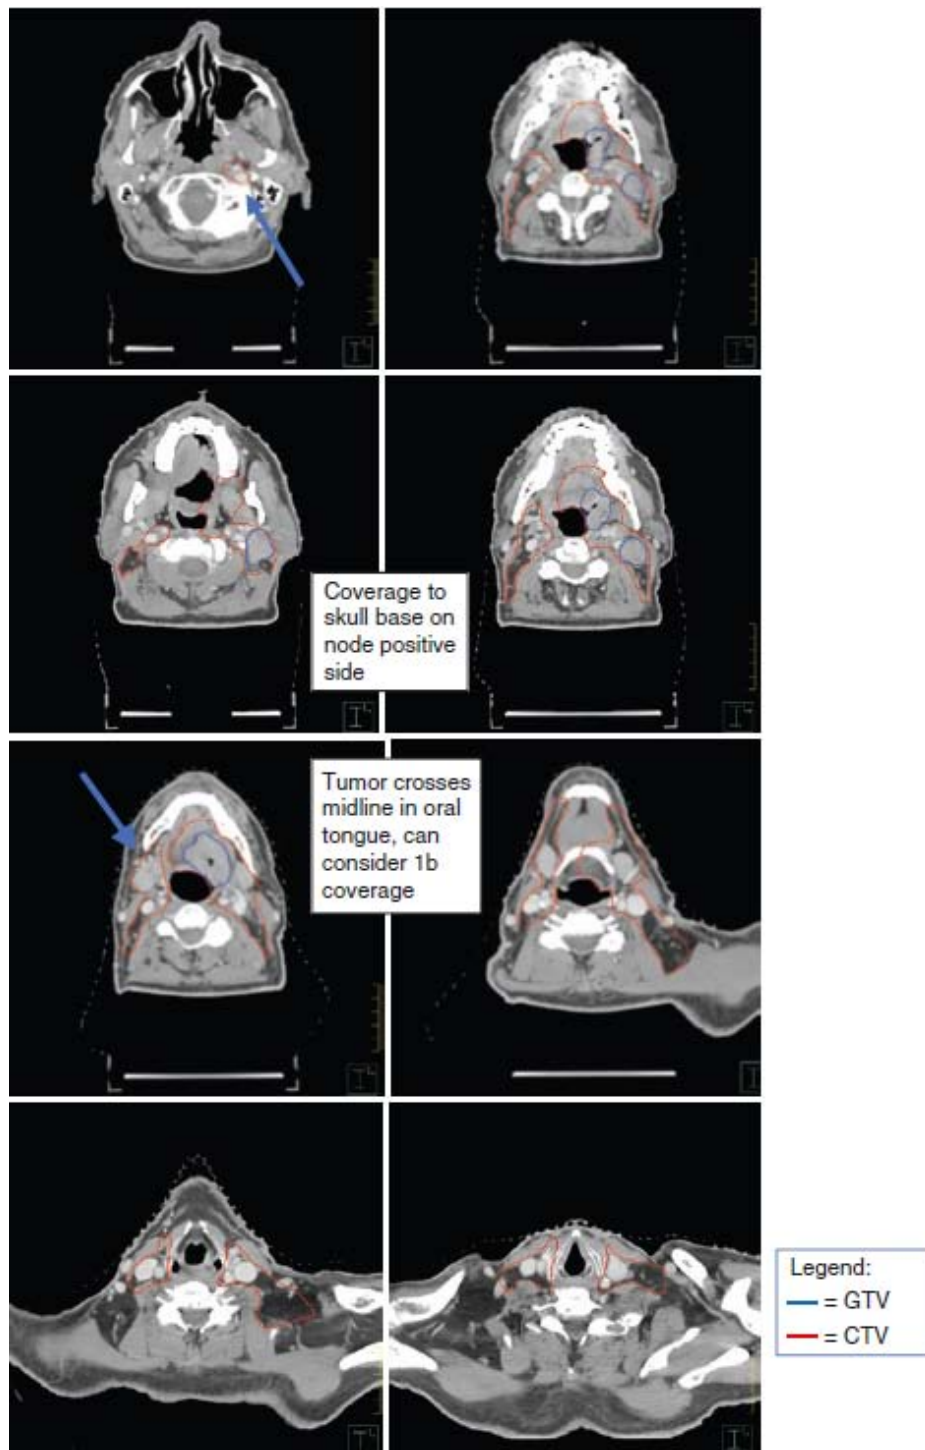 Coverage to
skull base on
node positive
side
Tumor crosses
midline in oral
tongue, can
consider 1b
coverage
Legend:
= GTV
= CTV